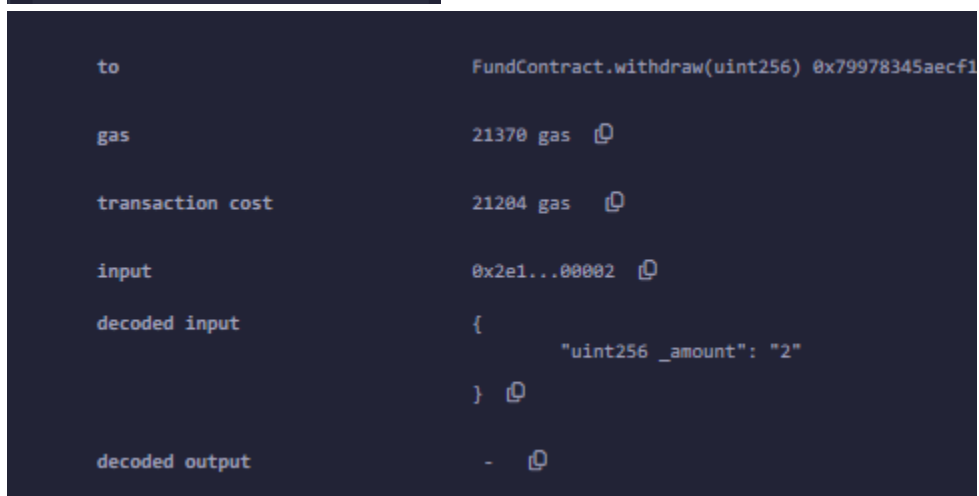 to FundContract.withdraw(uint256) 0x79978345aecf1
gas 21370 gas
transaction cost 21204 gas
input 0x2e1...00002
decoded input {
"uint256 _amount": "2"
}
decoded output -